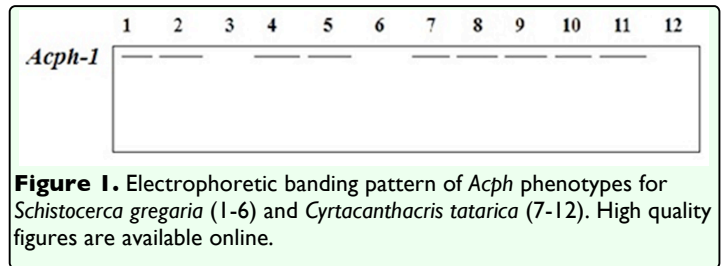 1 2 3 4 5 6 7 8 9 10 11 12
Acph-1
Figure 1. Electrophoretic banding pattern of Acph phenotypes for
Schistocerca gregaria (1-6) and Cyrtacanthacris tatarica (7-12). High quality
figures are available online.